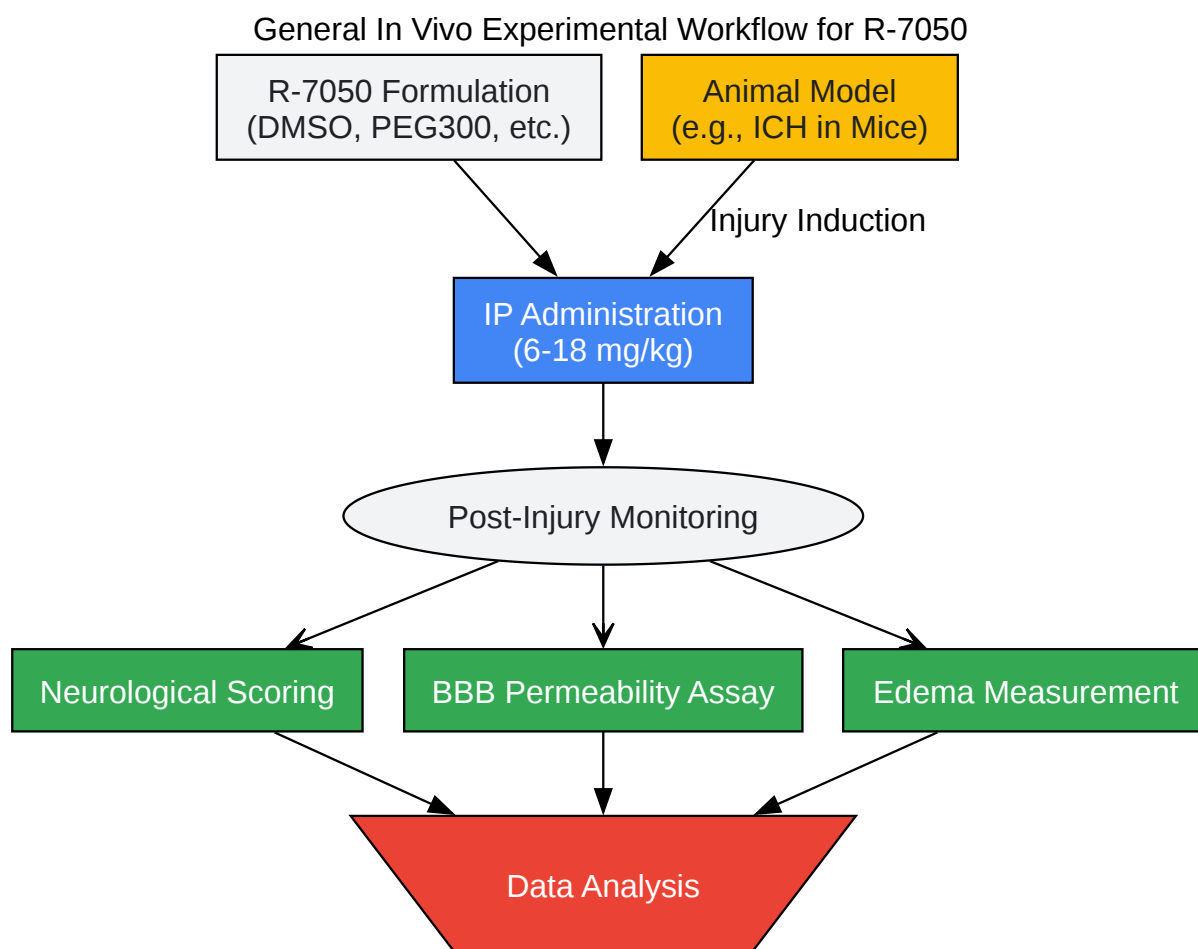 General In Vivo Experimental Workflow for R-7050
R-7050 Formulation
(DMSO, PEG300, etc.)
Animal Model
(e.g., ICH in Mice)
Injury Induction
IP Administration
(6-18 mg/kg)
Post-Injury Monitoring
Neurological Scoring
BBB Permeability Assay
Edema Measurement
Data Analysis